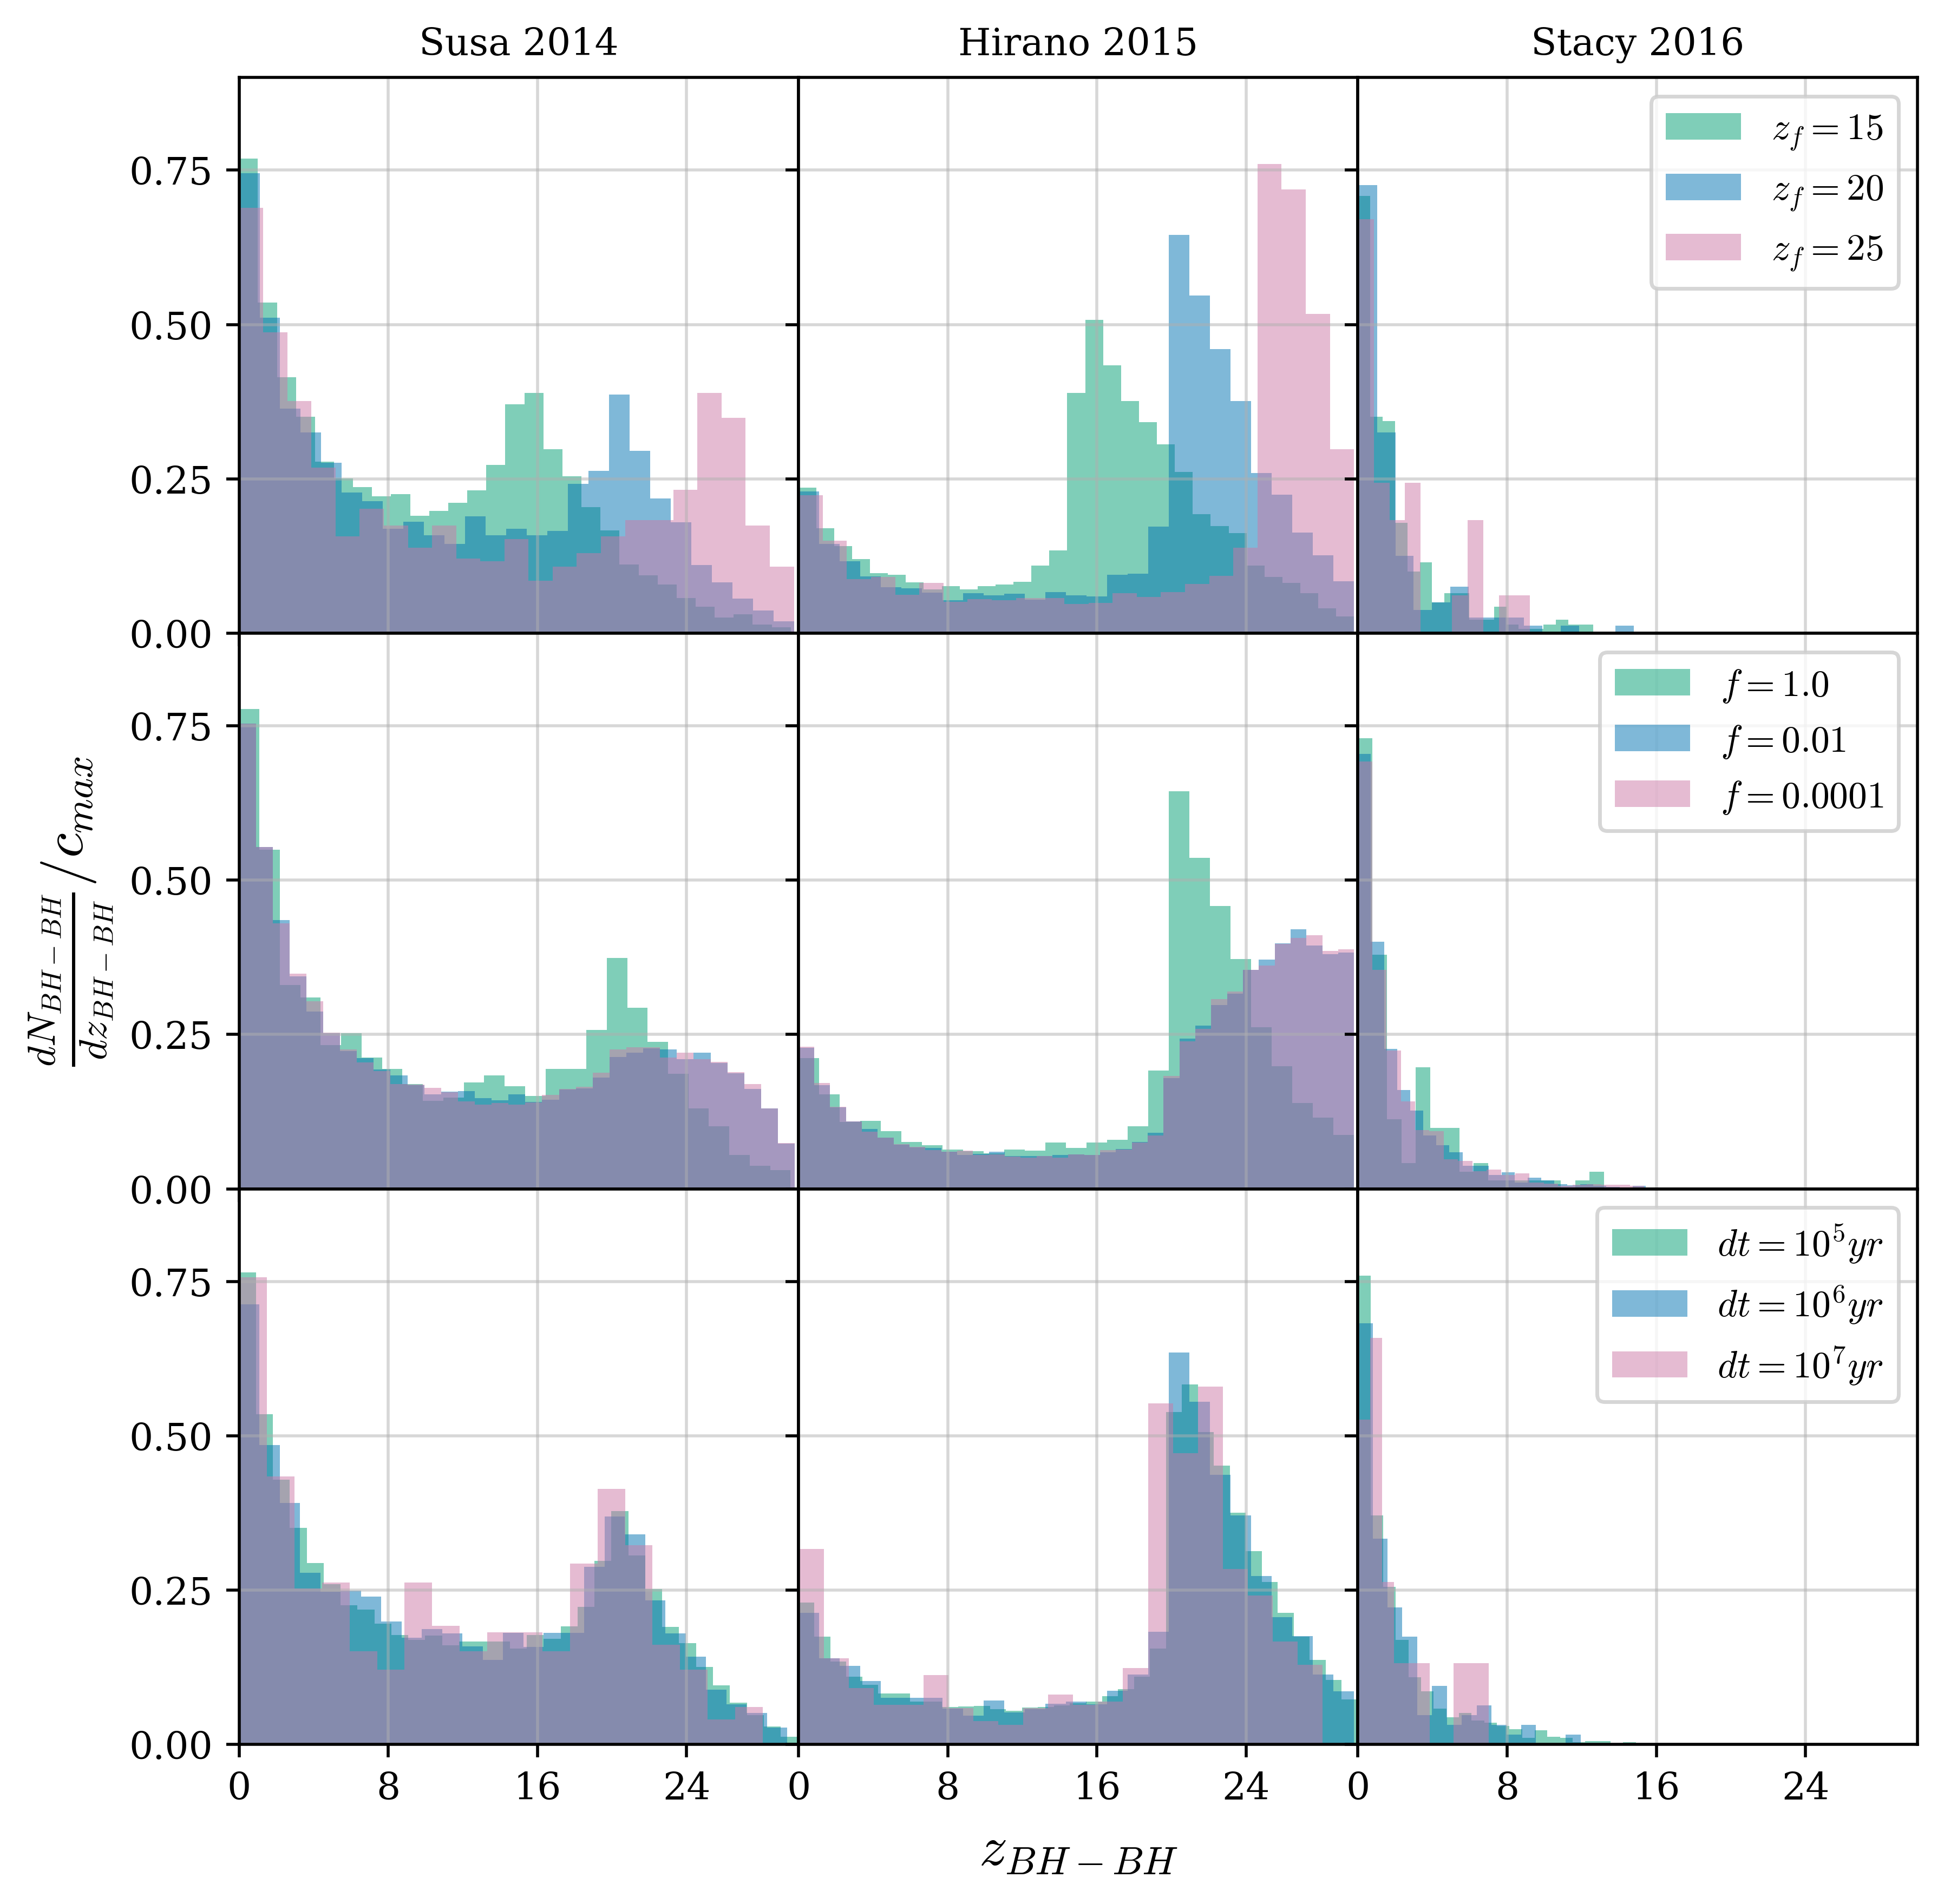 Susa 2014 Hirano 2015 Stacy 2016
z_f = 15
z_f = 20
z_f = 25
0.75
0.50
0.25
0.00
f = 1.0
f = 0.01
f = 0.0001
0.75
0.50
0.25
0.00
dt = 10^5 yr
dt = 10^6 yr
dt = 10^7 yr
0.75
0.50
0.25
0.00
0 8 16 24 0 8 16 24 0 8 16 24
dN_{BH-BH} / dz_{BH-BH} / c_{max}
z_{BH-BH}